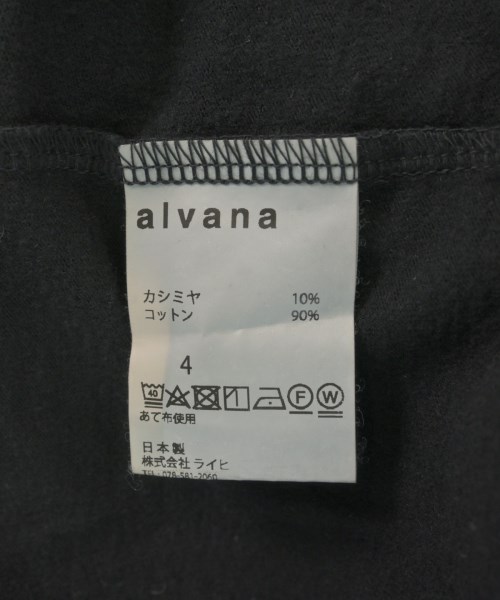 alvana
カシミヤ 10%
コットン 90%
4
40 F W
あて布使用
日本製
株式会社 ライヒ